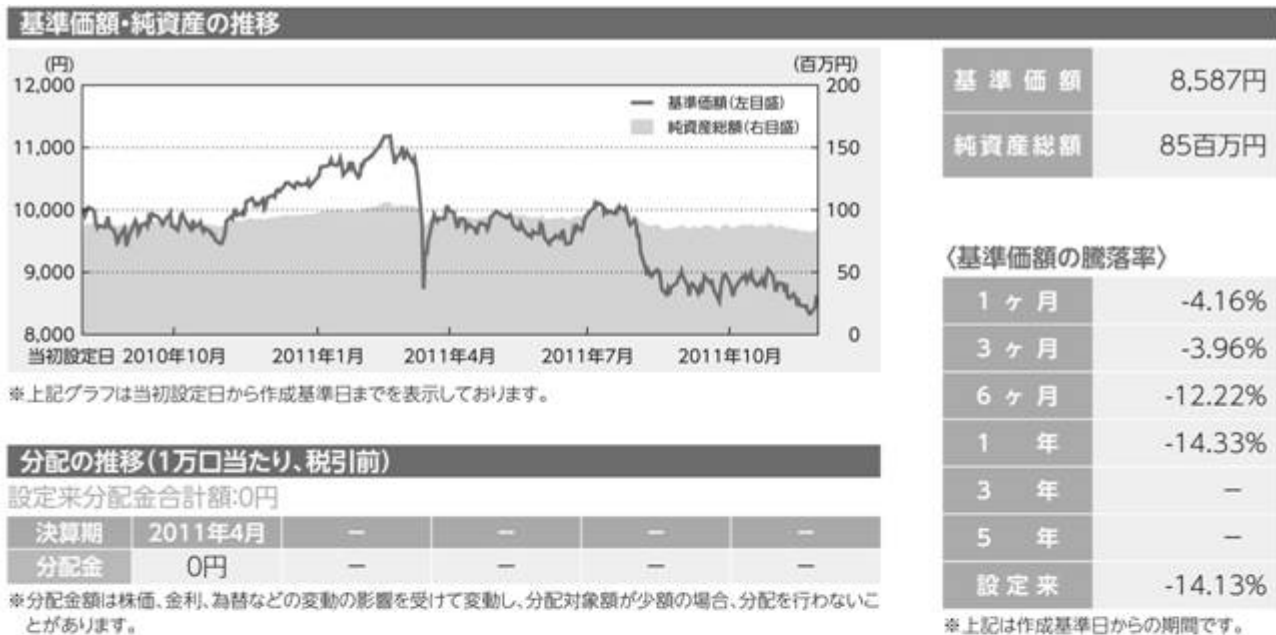 基準価額・純資産の推移
(円)
(百万円)
12,000
11,000
10,000
9,000
8,000
200
150
100
50
0
基準価額(左目盛)
純資産総額(右目盛)
当初設定日 2010年10月 2011年1月 2011年4月 2011年7月 2011年10月
※上記グラフは当初設定日から作成基準日までを表示しております。
分配の推移(1万口当たり、税引前)
設定来分配金合計額:0円
決算期 2011年4月 − − − −
分配金 0円 − − − −
※分配金額は株価、金利、為替などの変動の影響を受けて変動し、分配対象額が少額の場合、分配を行わないこ
とがあります。
基準価額 8,587円
純資産総額 85百万円
〈基準価額の騰落率〉
1ヶ月 -4.16%
3ヶ月 -3.96%
6ヶ月 -12.22%
1年 -14.33%
3年 −
5年 −
設定来 -14.13%
※上記は作成基準日からの期間です。